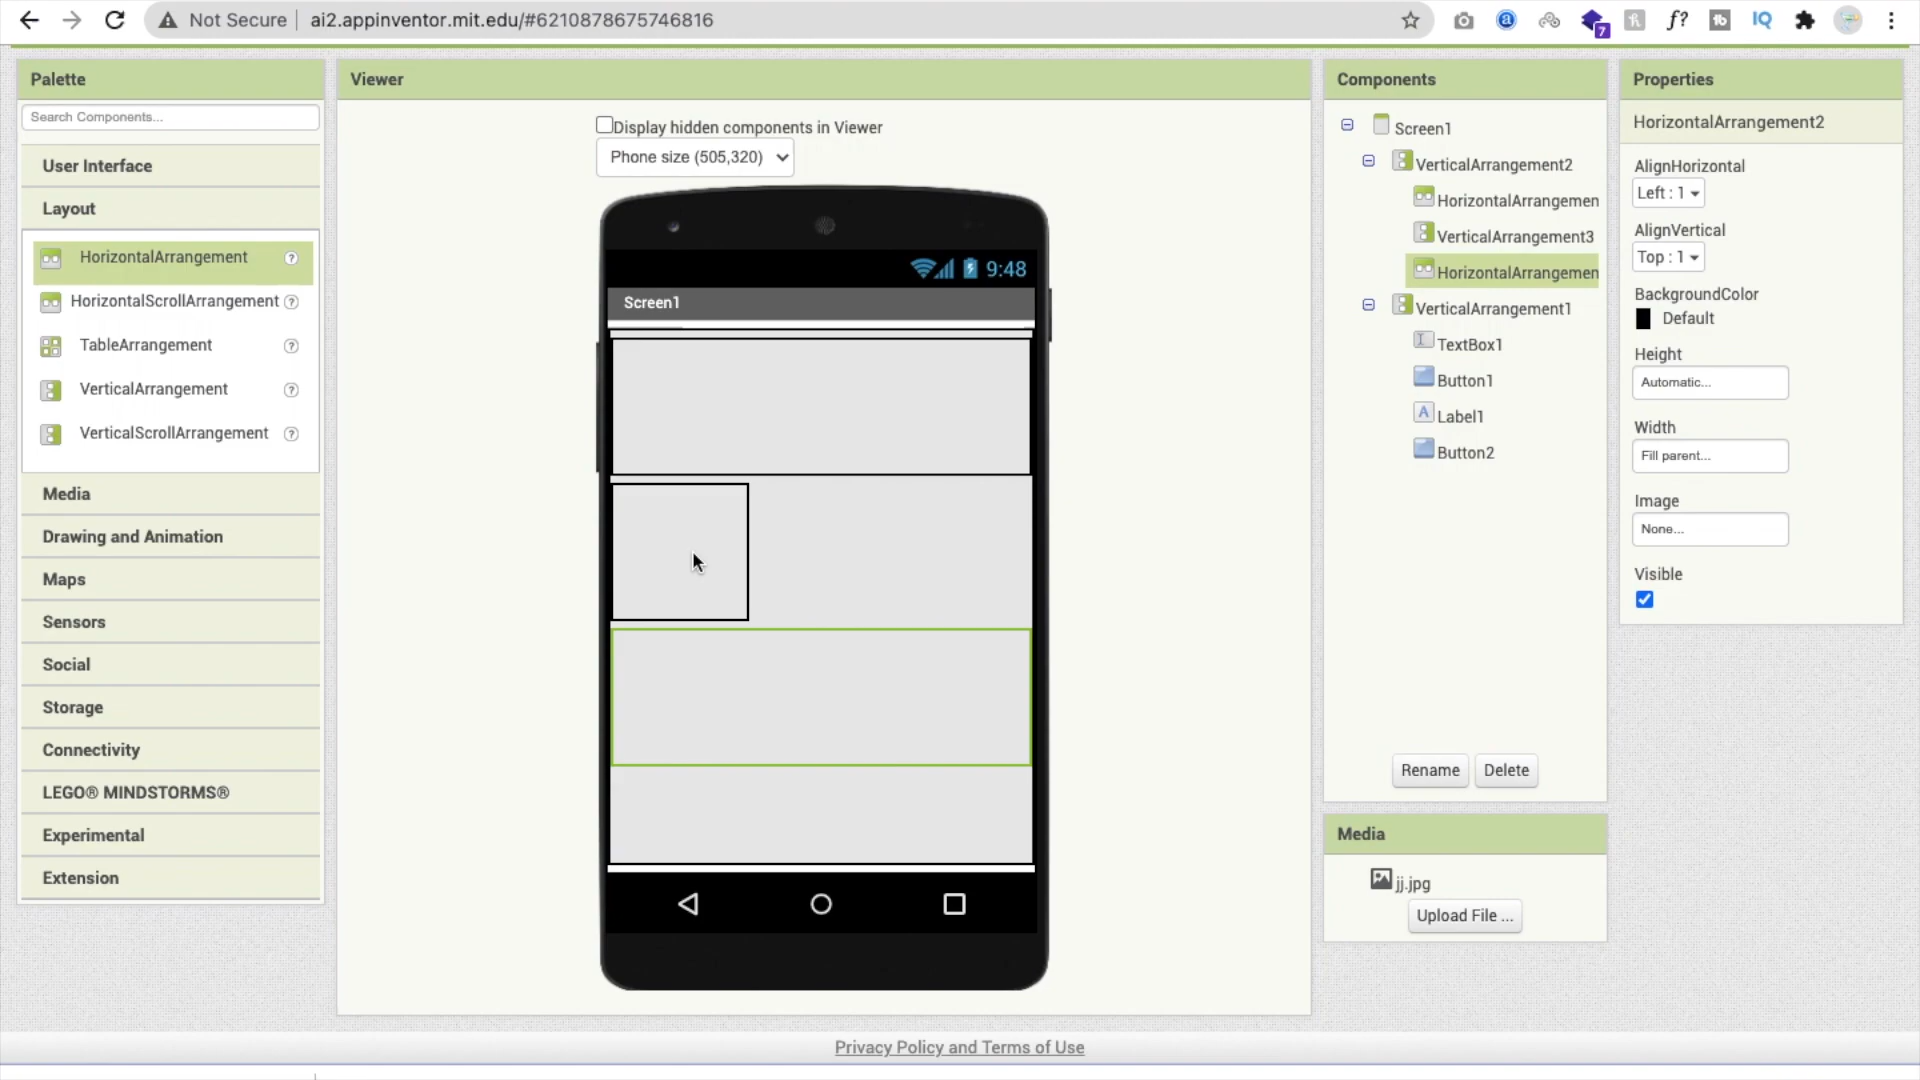 Not Secure
ai2.appinventor.mit.edu/#6210878675746816
7
f?
IQ
Palette
Search Components...
User Interface
Layout
HorizontalArrangement ?
HorizontalScrollArrangement ?
TableArrangement ?
VerticalArrangement ?
VerticalScrollArrangement ?
Media
Drawing and Animation
Maps
Sensors
Social
Storage
Connectivity
LEGO® MINDSTORMS®
Experimental
Extension
Viewer
Display hidden components in Viewer
Phone size (505,320)
9:48
Screen1
Components
Screen1
VerticalArrangement2
HorizontalArrangemen
VerticalArrangement3
HorizontalArrangemen
VerticalArrangement1
TextBox1
Button1
A Label1
Button2
Rename Delete
Media
jj.jpg
Upload File ...
Properties
HorizontalArrangement2
AlignHorizontal
Left : 1
AlignVertical
Top : 1
BackgroundColor
Default
Height
Automatic...
Width
Fill parent...
Image
None...
Visible
Privacy Policy and Terms of Use